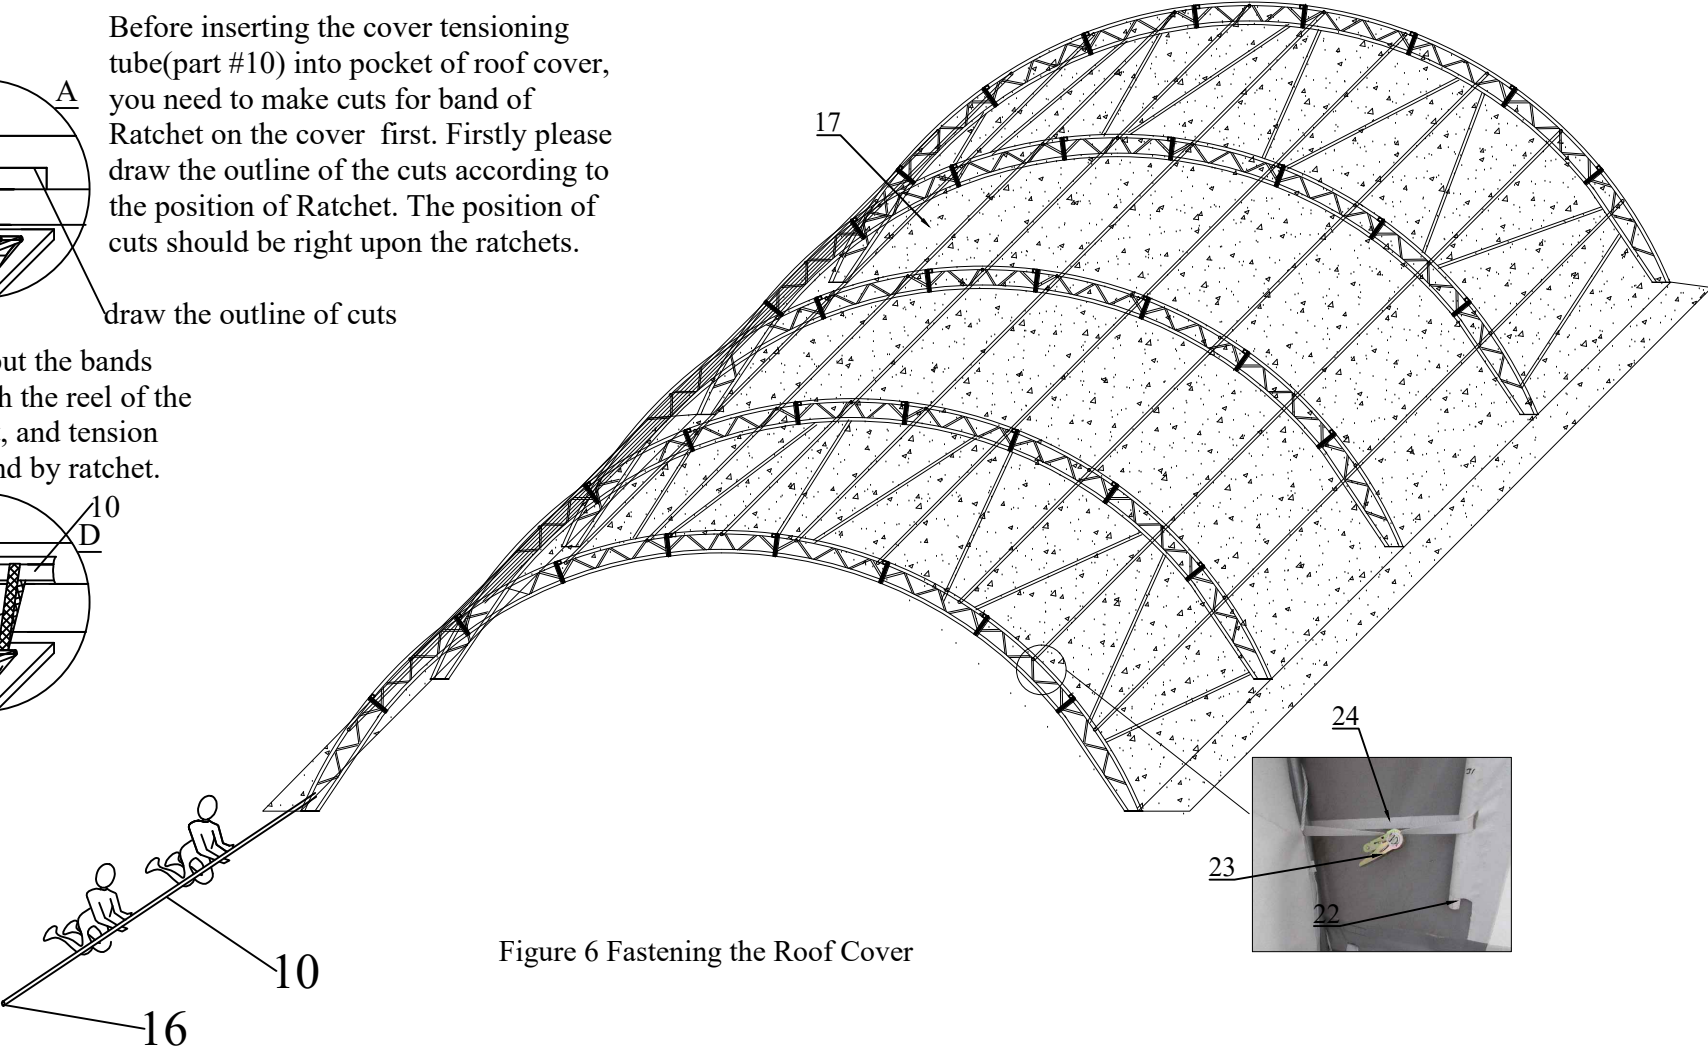 Before inserting the cover tensioning
tube(part #10) into pocket of roof cover,
you need to make cuts for band of
Ratchet on the cover  first. Firstly please
draw the outline of the cuts according to
the position of Ratchet. The position of
cuts should be right upon the ratchets.
A
17
draw the outline of cuts
put the bands
h the reel of the
, and tension
nd by ratchet.
10
D
24
23
22
10
16
Figure 6 Fastening the Roof Cover